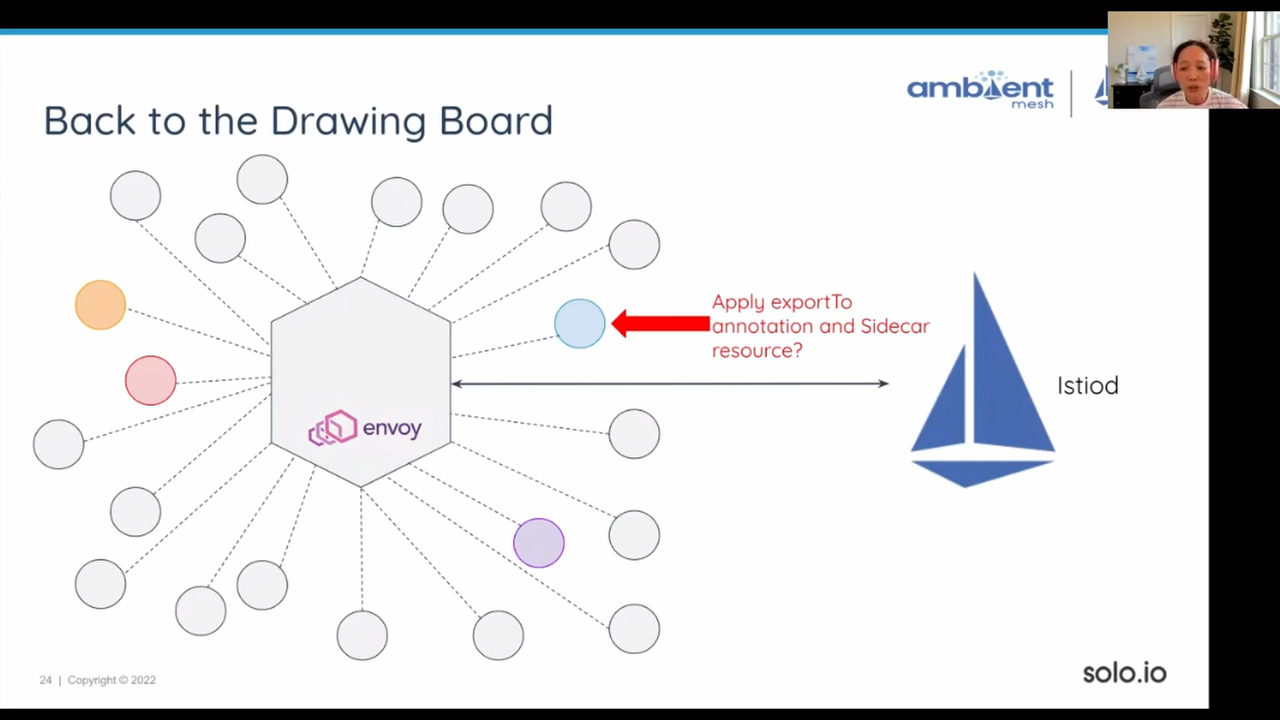 ambient
mesh
Back to the Drawing Board
Apply exportTo
annotation and Sidecar
resource?
Istiod
envoy
24 | Copyright © 2022
solo.io